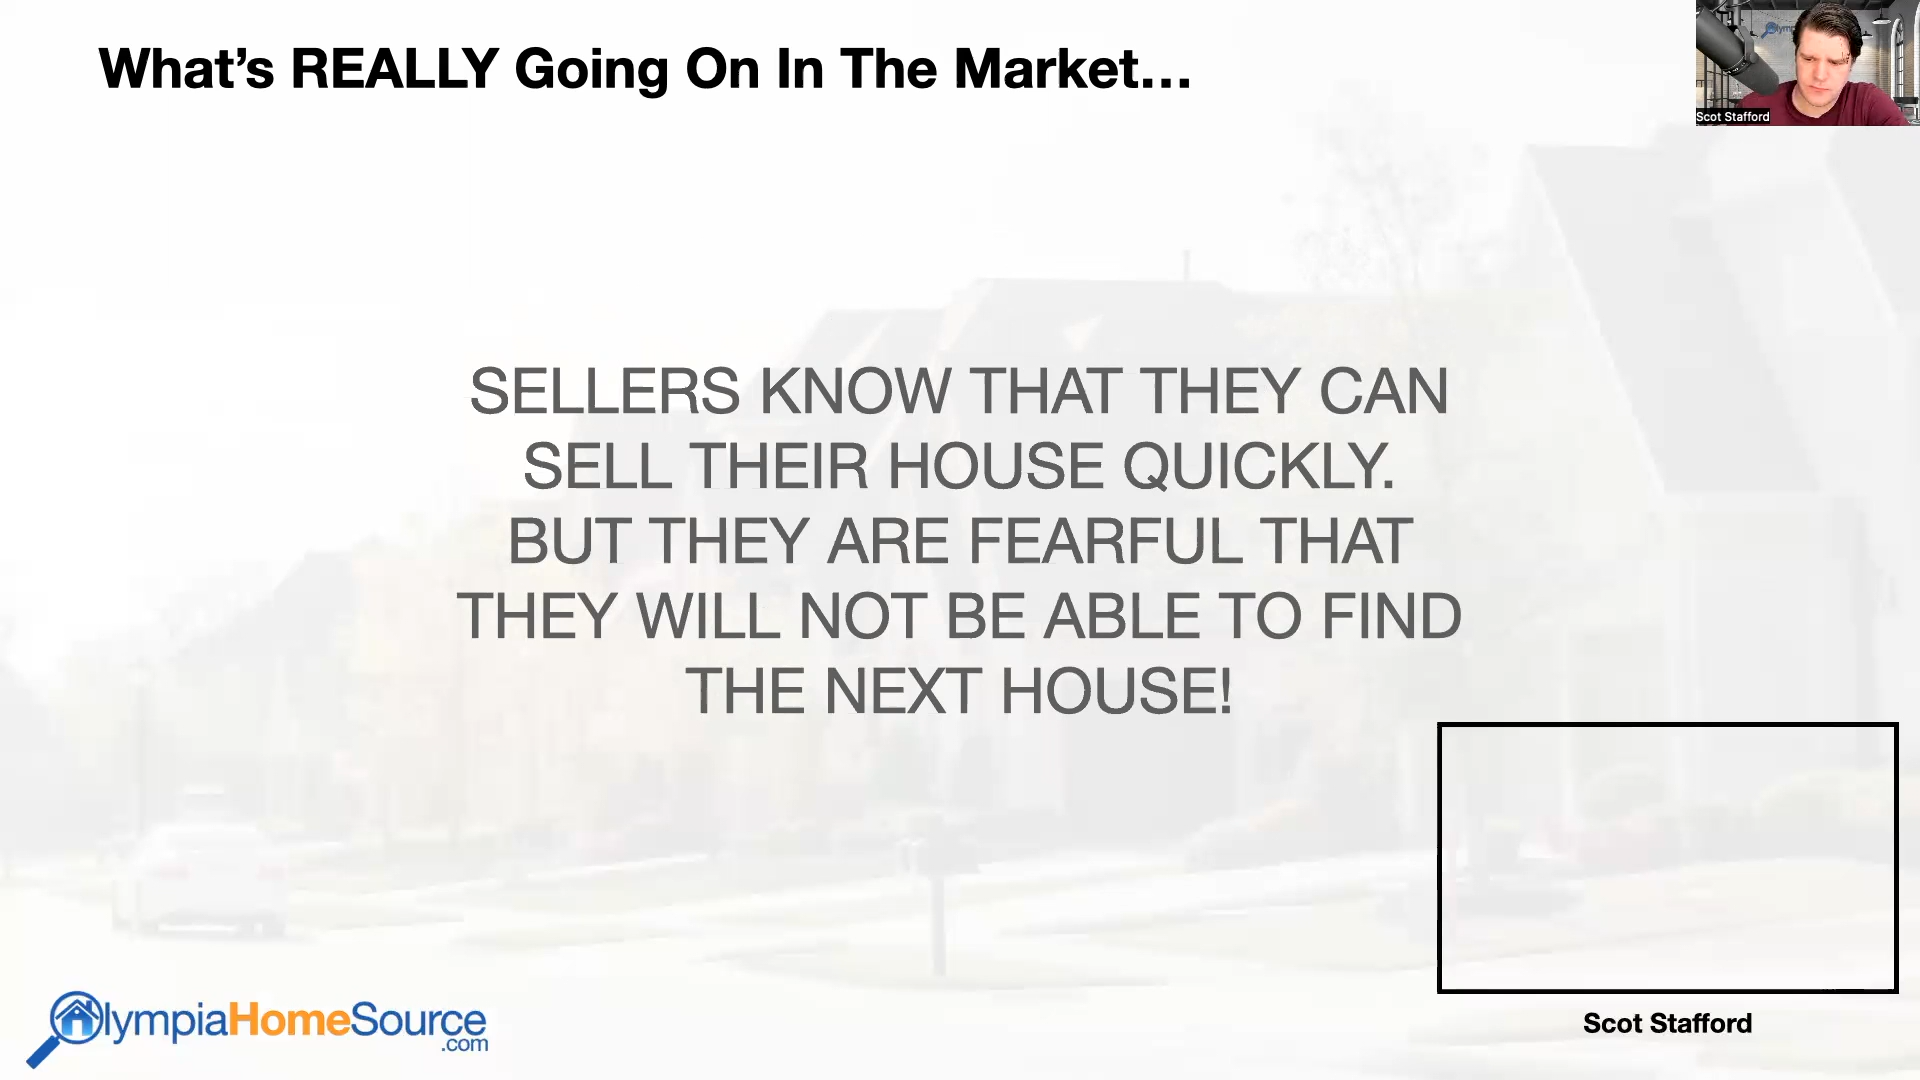 What’s REALLY Going On In The Market…
Scot Stafford
SELLERS KNOW THAT THEY CAN
SELL THEIR HOUSE QUICKLY.
BUT THEY ARE FEARFUL THAT
THEY WILL NOT BE ABLE TO FIND
THE NEXT HOUSE!
OlympiaHomeSource
.com
Scot Stafford